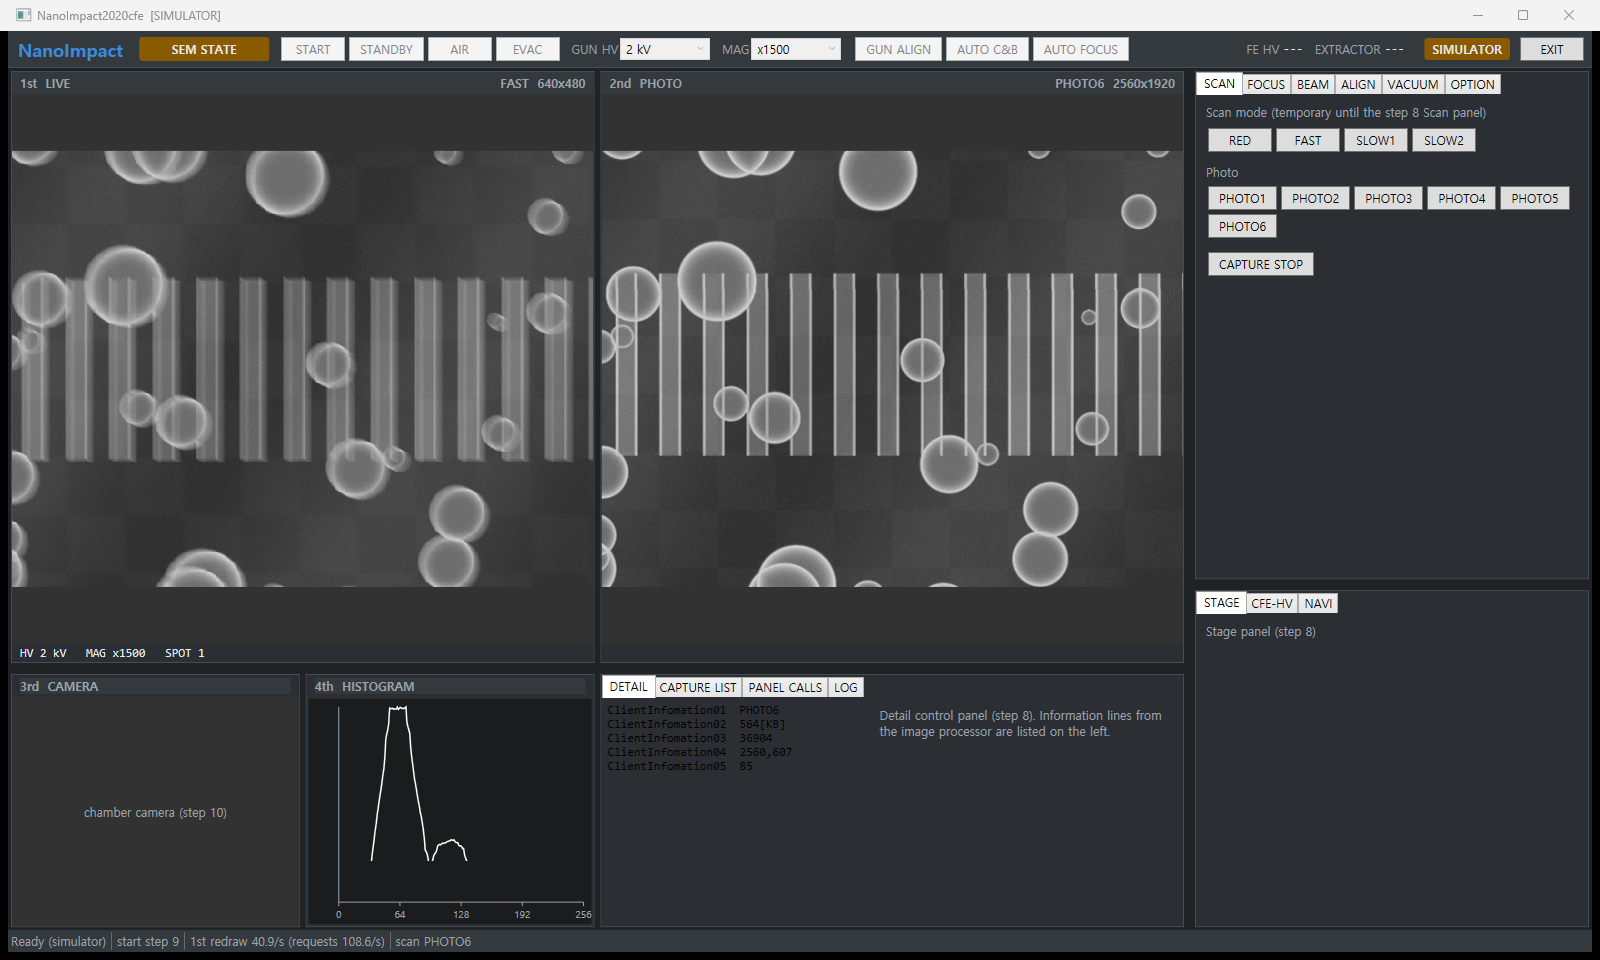 NanoImpact2020cfe [SIMULATOR]
NanoImpact SEM STATE START STANDBY AIR EVAC GUN HV 2 kV MAG x1500 GUN ALIGN AUTO C&B AUTO FOCUS FE HV --- EXTRACTOR --- SIMULATOR EXIT
1st LIVE FAST 640x480
2nd PHOTO PHOTO6 2560x1920
SCAN FOCUS BEAM ALIGN VACUUM OPTION
Scan mode (temporary until the step 8 Scan panel)
RED FAST SLOW1 SLOW2
Photo
PHOTO1 PHOTO2 PHOTO3 PHOTO4 PHOTO5
PHOTO6
CAPTURE STOP
HV 2 kV MAG x1500 SPOT 1
STAGE CFE-HV NAVI
Stage panel (step 8)
3rd CAMERA
chamber camera (step 10)
4th HISTOGRAM
0 64 128 192 256
DETAIL CAPTURE LIST PANEL CALLS LOG
ClientInfomation01 PHOTO6
ClientInfomation02 564[KB]
ClientInfomation03 36904
ClientInfomation04 2560,607
ClientInfomation05 85
Detail control panel (step 8). Information lines from
the image processor are listed on the left.
Ready (simulator) start step 9 1st redraw 40.9/s (requests 108.6/s) scan PHOTO6